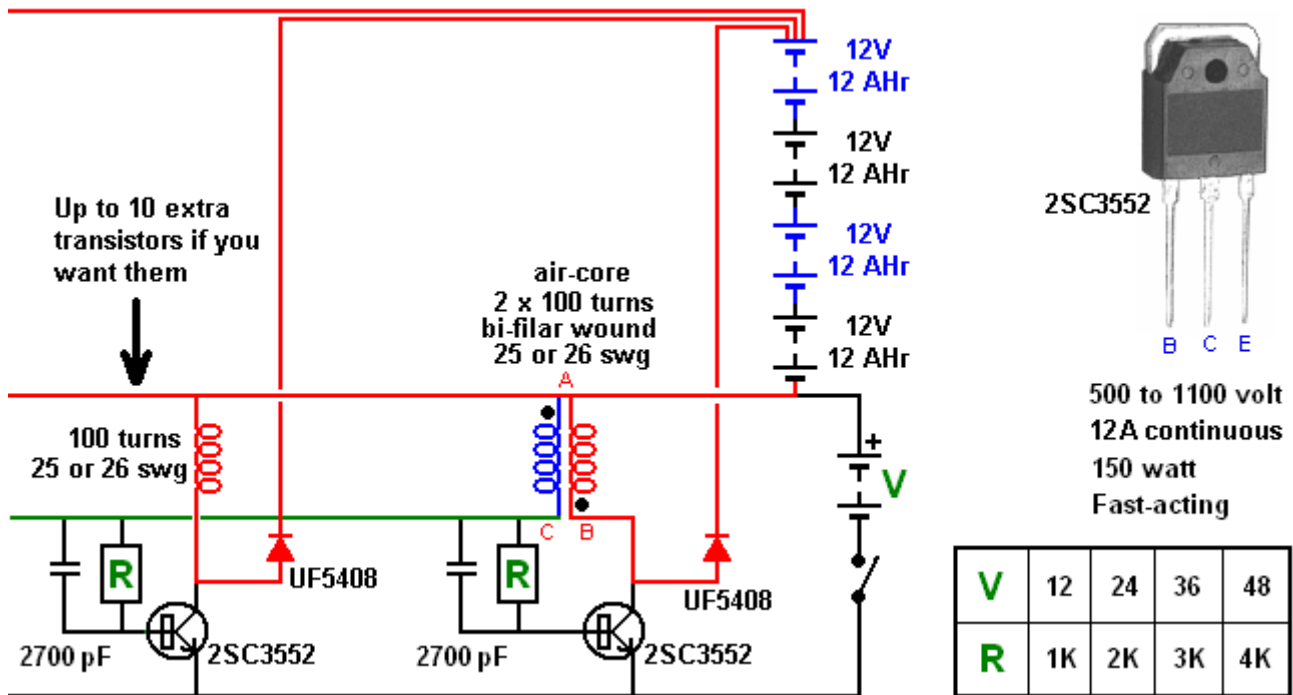 12V
12 AHr
12V
12 AHr
12V
12 AHr
12V
12 AHr
Up to 10 extra
transistors if you
want them
air-core
2 x 100 turns
bi-filar wound
25 or 26 swg
A
100 turns
25 or 26 swg
C B
+
V
R
UF5408
2700 pF
2SC3552
R
UF5408
2700 pF
2SC3552
2SC3552
B C E
500 to 1100 volt
12A continuous
150 watt
Fast-acting
V 12 24 36 48
R 1K 2K 3K 4K